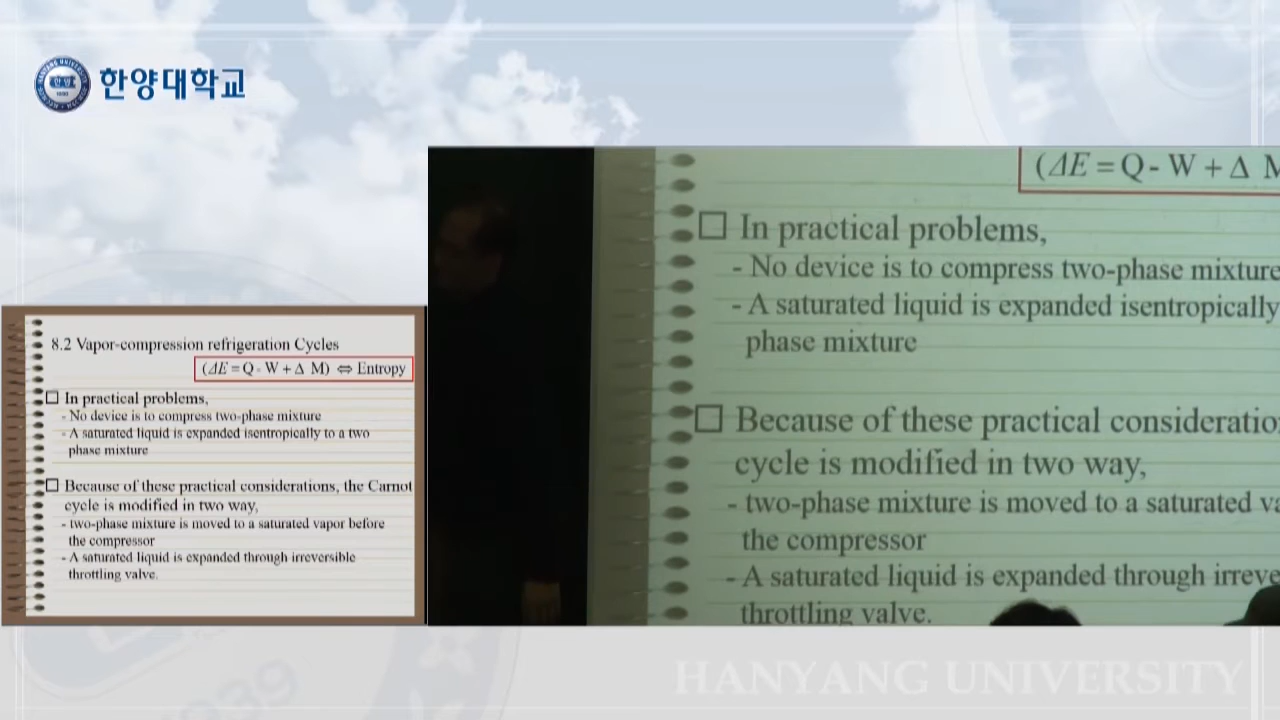 한양대학교
8.2 Vapor-compression refrigeration Cycles
(ΔE = Q - W + Δ M) ⇔ Entropy
In practical problems,
- No device is to compress two-phase mixture
- A saturated liquid is expanded isentropically to a two
phase mixture
Because of these practical considerations, the Carnot
cycle is modified in two way,
- two-phase mixture is moved to a saturated vapor before
the compressor
- A saturated liquid is expanded through irreversible
throttling valve.
(ΔE = Q - W + Δ M
In practical problems,
- No device is to compress two-phase mixture
- A saturated liquid is expanded isentropically
phase mixture
Because of these practical consideratio
cycle is modified in two way,
- two-phase mixture is moved to a saturated va
the compressor
- A saturated liquid is expanded through irreve
throttling valve.
HANYANG UNIVERSITY